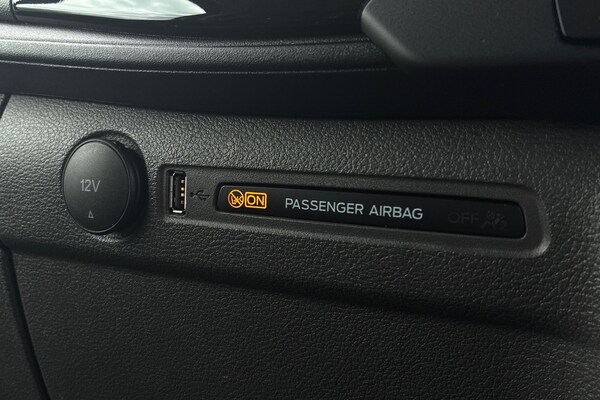 12V
ON PASSENGER AIRBAG OFF